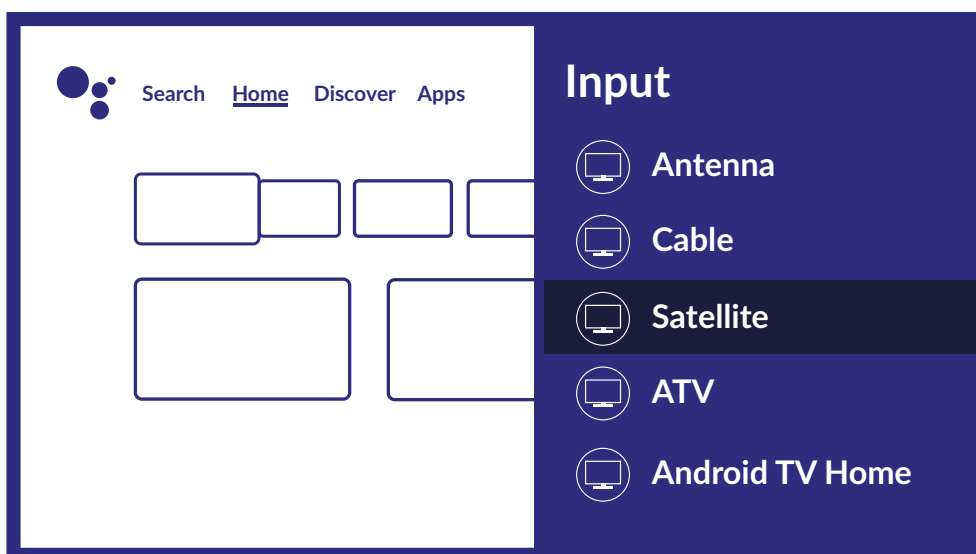 Search Home Discover Apps
Input
Antenna
Cable
Satellite
ATV
Android TV Home